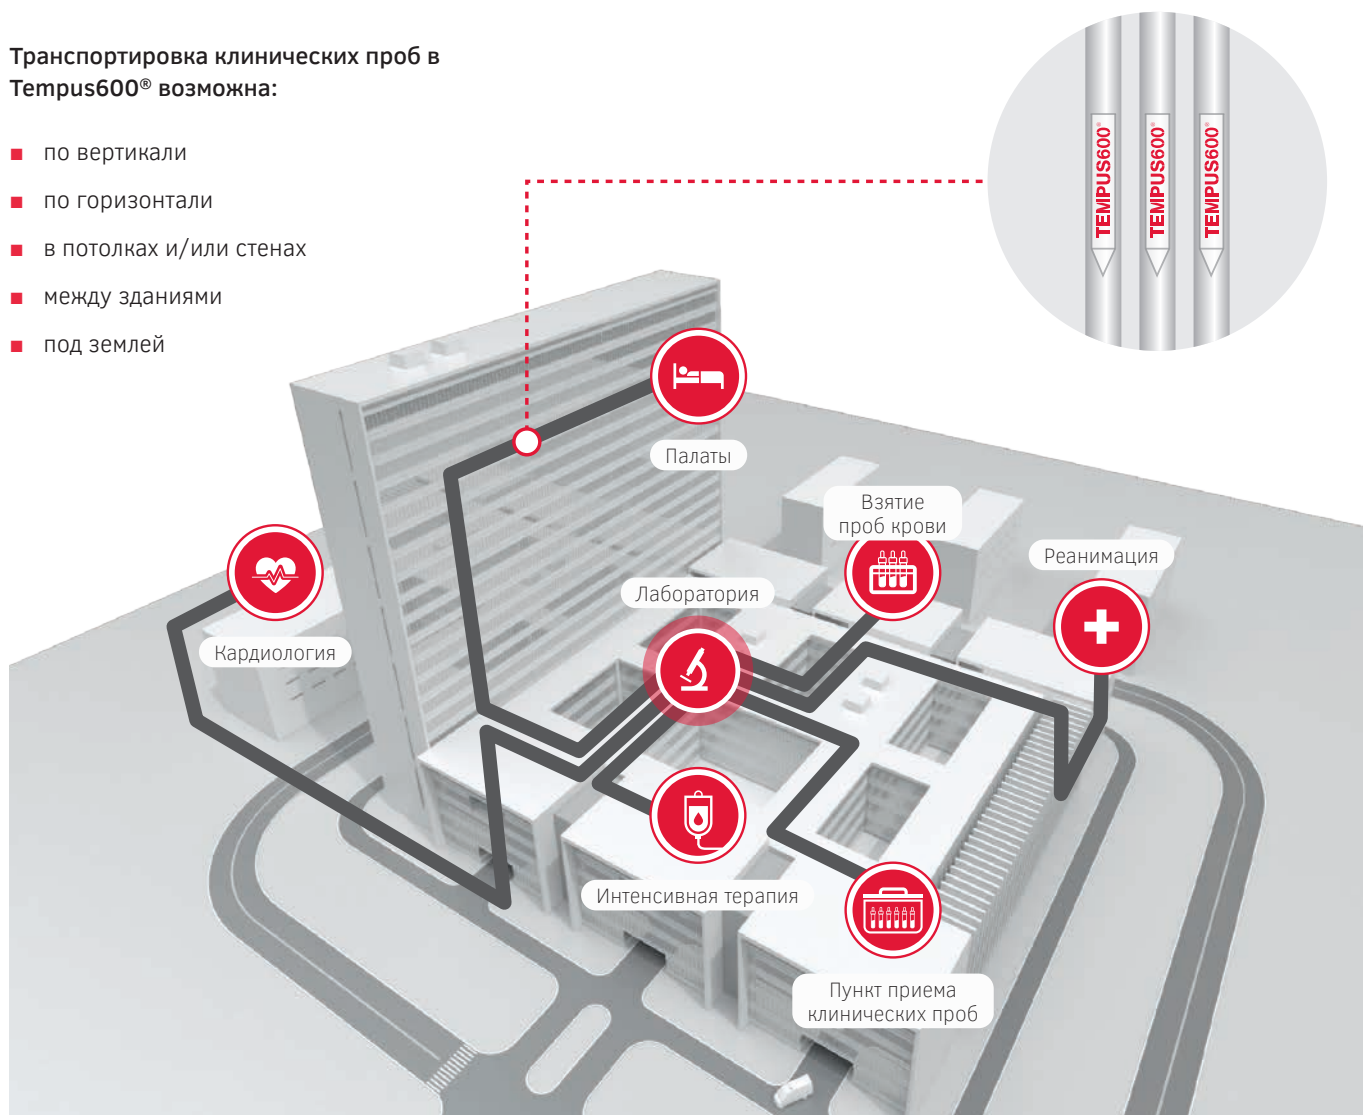 Транспортировка клинических проб в
Tempus600® возможна:
по вертикали
по горизонтали
в потолках и/или стенах
между зданиями
под землей
TEMPUS600®
TEMPUS600®
TEMPUS600®
Палаты
Взятие
проб крови
Реанимация
Лаборатория
Кардиология
Интенсивная терапия
Пункт приема
клинических проб